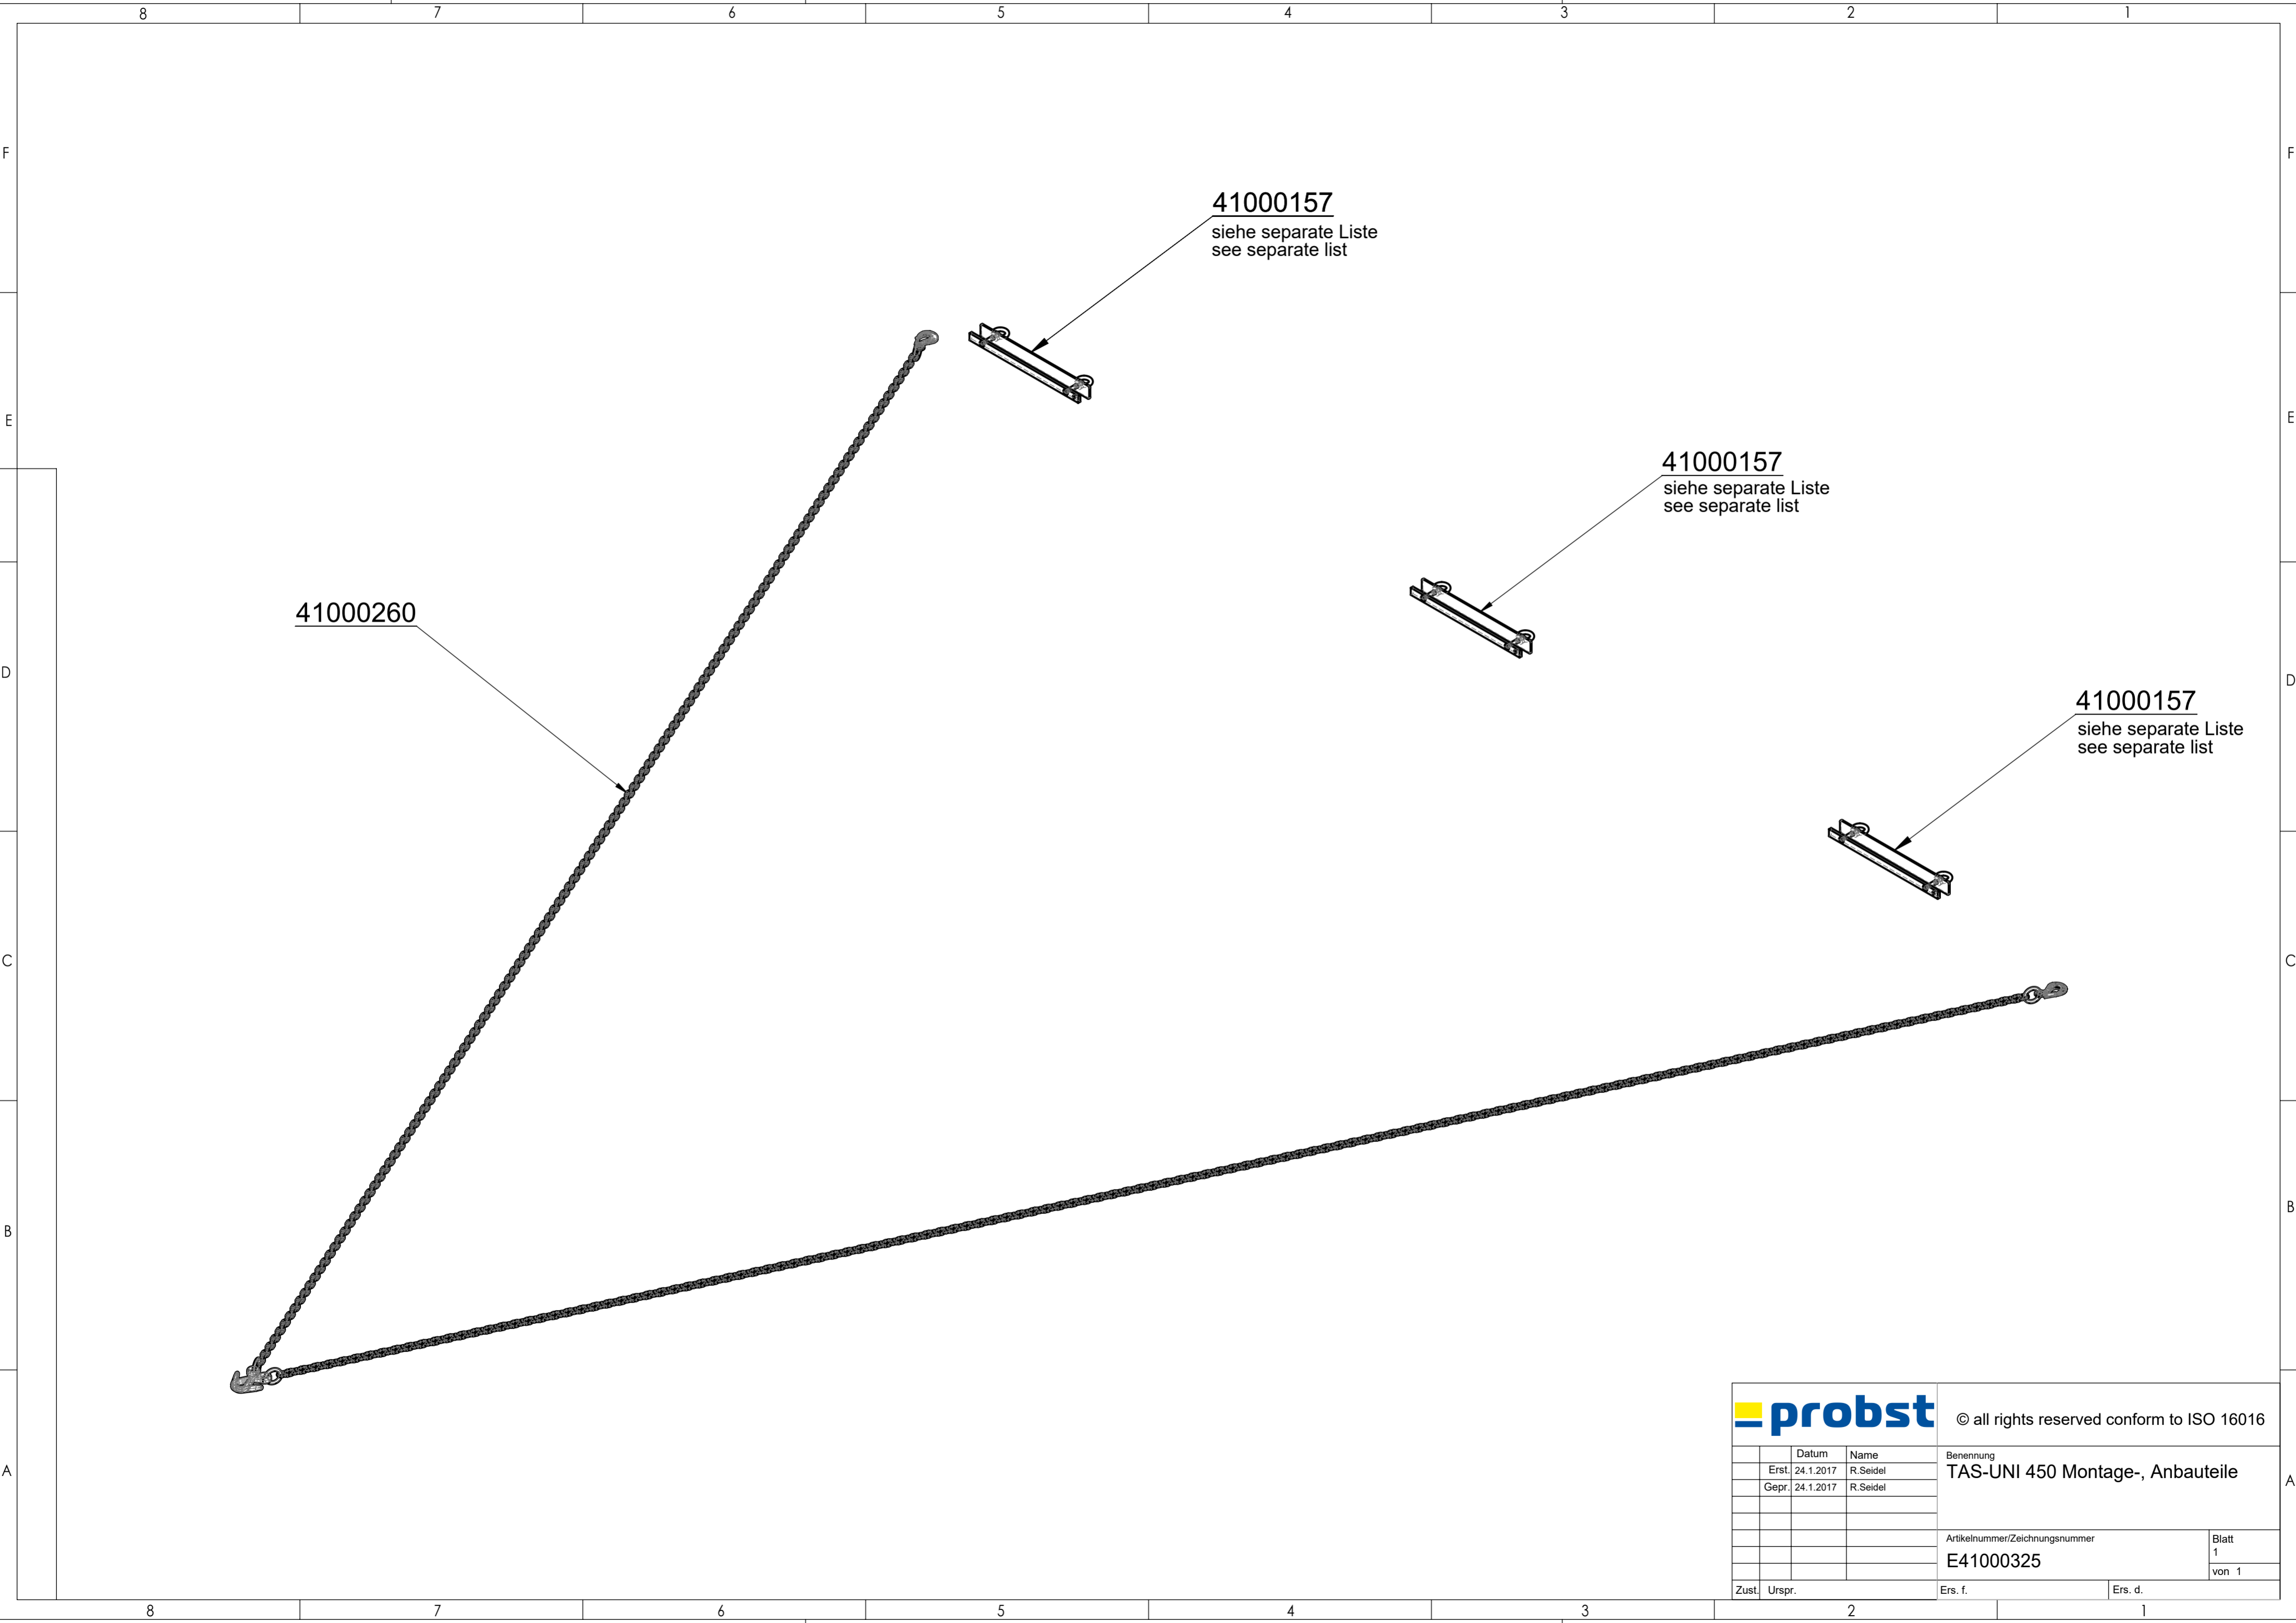 8 7 6 5 4 3 2 1
F F
41000157
siehe separate Liste
see separate list
E E
41000157
siehe separate Liste
see separate list
41000260
D D
41000157
siehe separate Liste
see separate list
C C
B B
A A
probst
© all rights reserved conform to ISO 16016
Datum Name
Erst. 24.1.2017 R.Seidel
Gepr. 24.1.2017 R.Seidel
Benennung
TAS-UNI 450 Montage-, Anbauteile
Artikelnummer/Zeichnungsnummer
E41000325
Blatt
1
von 1
Zust. Urspr. Ers. f. Ers. d.
8 7 6 5 4 3 2 1